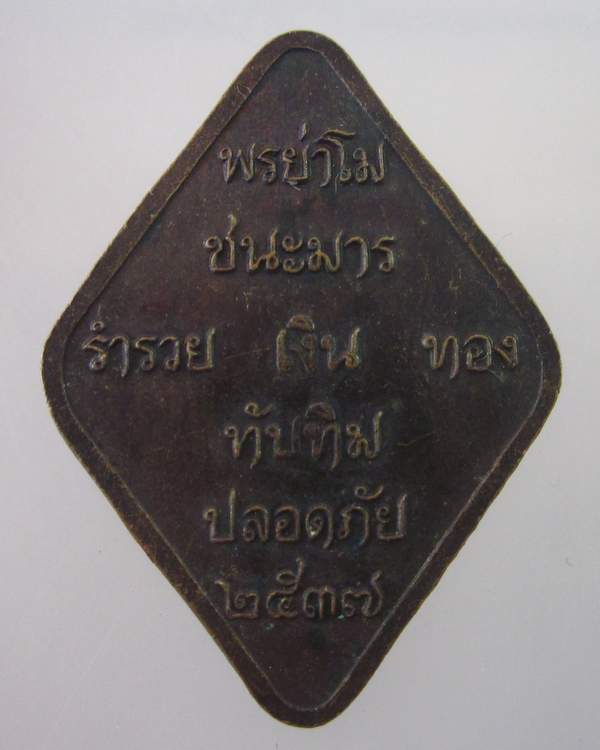 พรย่าโม
ชนะมาร
ร่ำรวย เงิน ทอง
ทับทิม
ปลอดภัย
๒๕๓๗